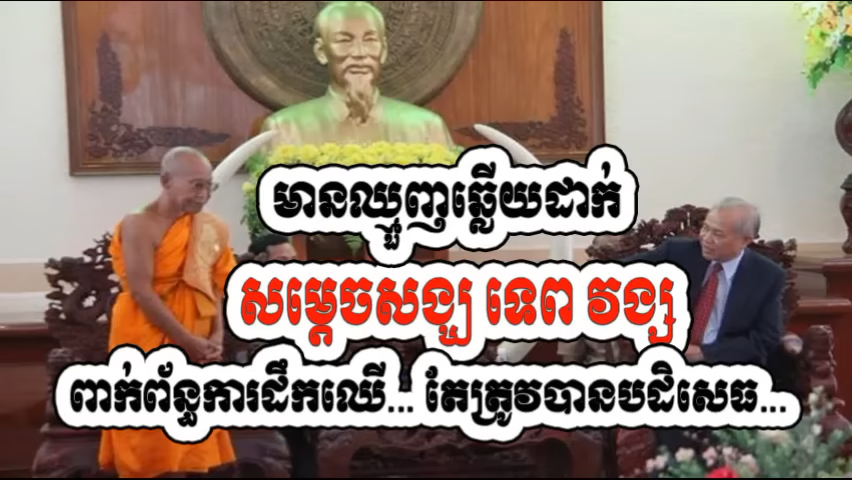 មានឈ្មួញឆ្លើយដាក់
សម្តេចសង្ឃ ទេព វង្ស
ពាក់ព័ន្ធការដឹកឈើ... តែត្រូវបានបដិសេធ...